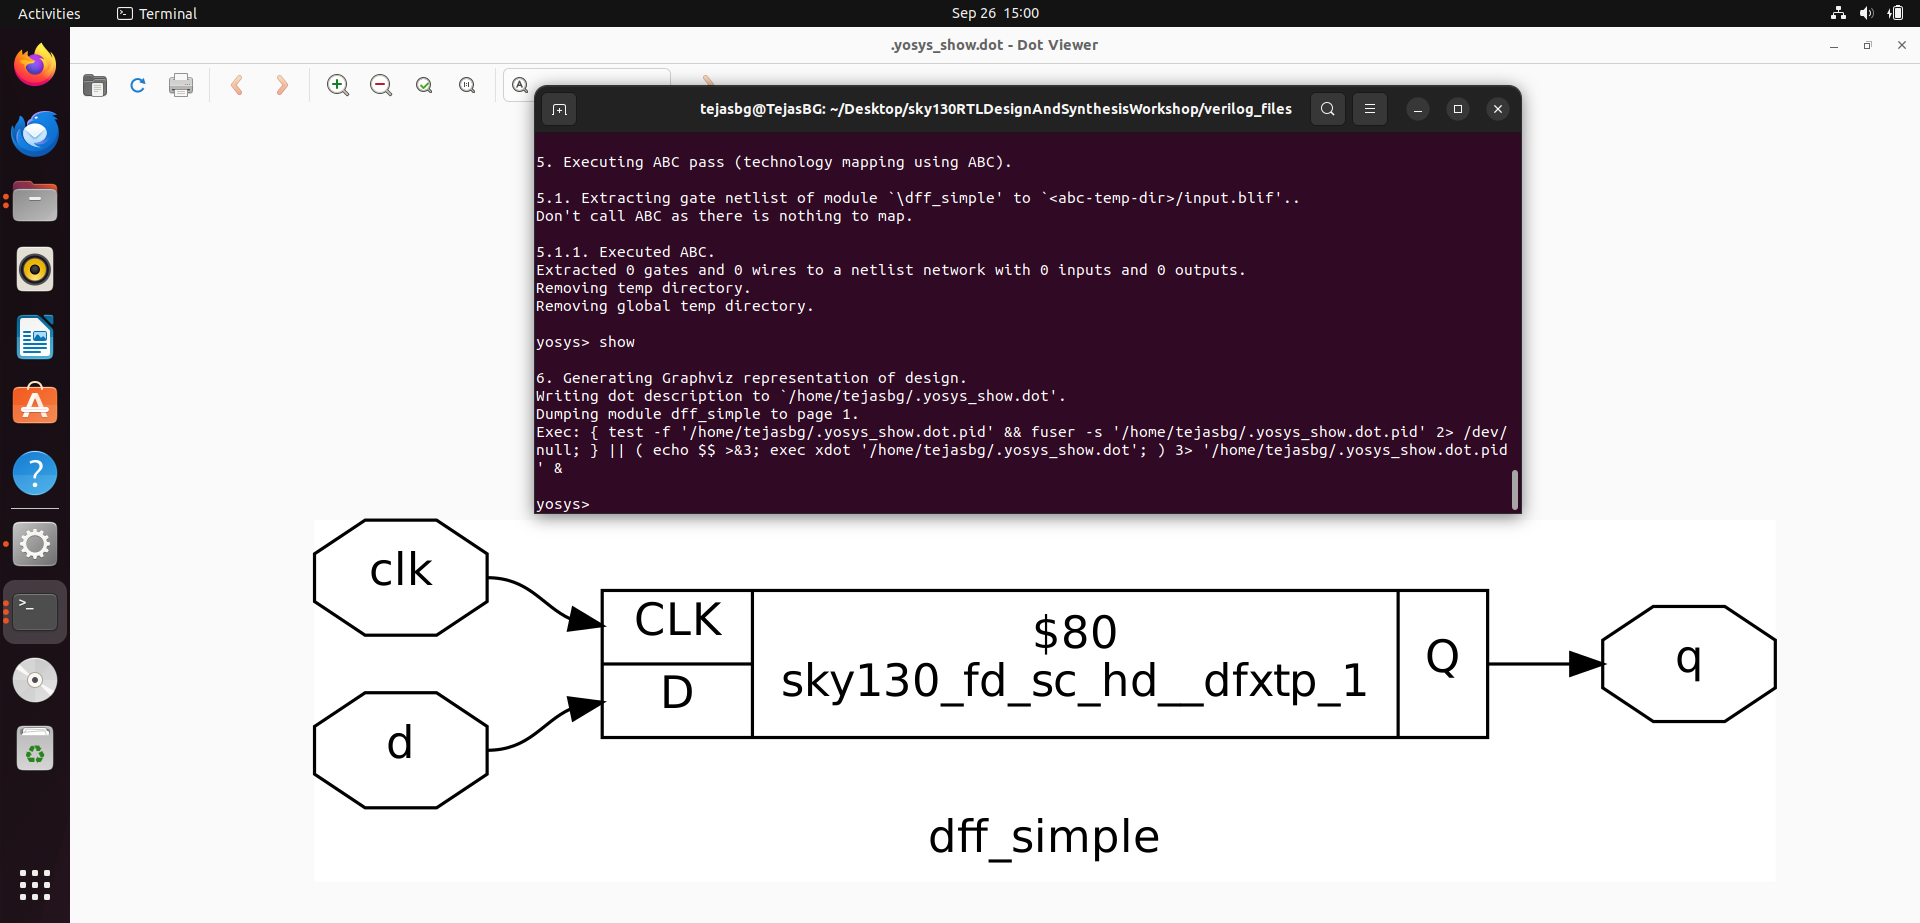 Activities
Terminal
Sep 26 15:00
.yosys_show.dot - Dot Viewer
tejasbg@TejasBG: ~/Desktop/sky130RTLDesignAndSynthesisWorkshop/verilog_files
5. Executing ABC pass (technology mapping using ABC).
5.1. Extracting gate netlist of module `\dff_simple' to `<abc-temp-dir>/input.blif'..
Don't call ABC as there is nothing to map.
5.1.1. Executed ABC.
Extracted 0 gates and 0 wires to a netlist network with 0 inputs and 0 outputs.
Removing temp directory.
Removing global temp directory.
yosys> show
6. Generating Graphviz representation of design.
Writing dot description to `/home/tejasbg/.yosys_show.dot'.
Dumping module dff_simple to page 1.
Exec: { test -f '/home/tejasbg/.yosys_show.dot.pid' && fuser -s '/home/tejasbg/.yosys_show.dot.pid' 2> /dev/
null; } || ( echo $$ >&3; exec xdot '/home/tejasbg/.yosys_show.dot'; ) 3> '/home/tejasbg/.yosys_show.dot.pid
' &
yosys>
clk
d
CLK
D
$80
sky130_fd_sc_hd__dfxtp_1
Q
q
dff_simple